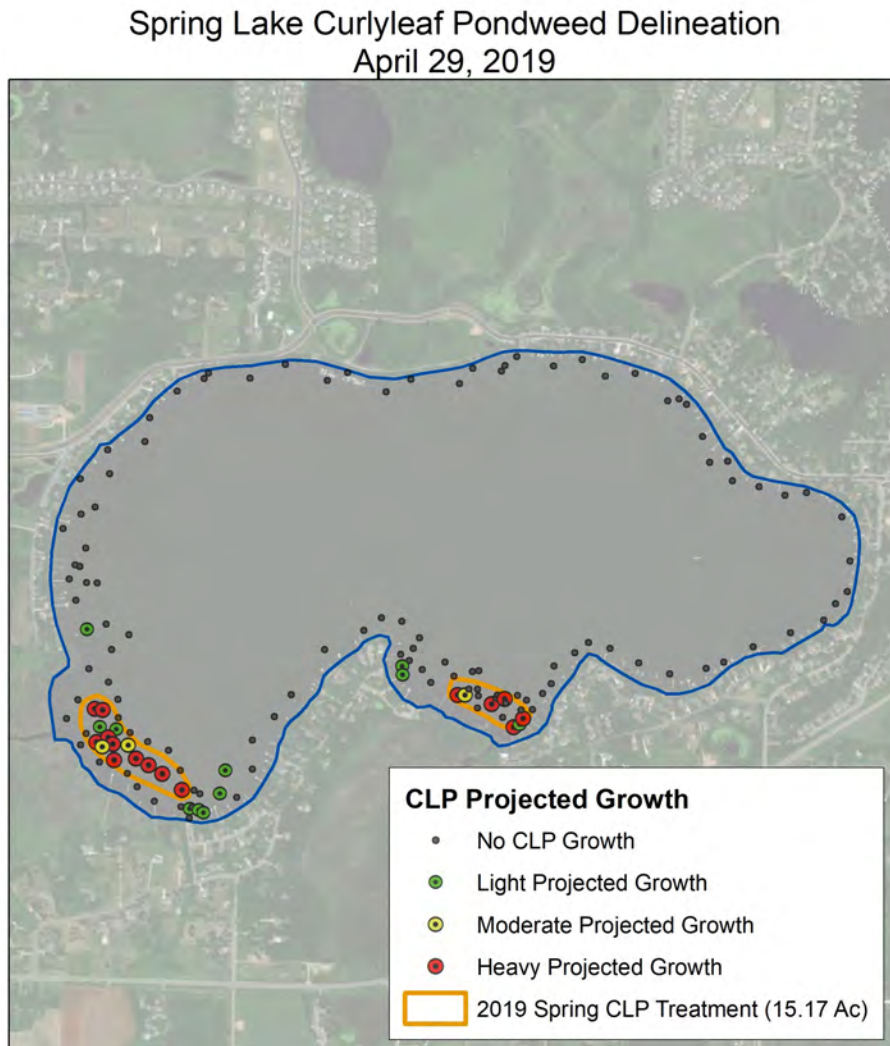 Spring Lake Curlyleaf Pondweed Delineation
April 29, 2019
CLP Projected Growth
No CLP Growth
Light Projected Growth
Moderate Projected Growth
Heavy Projected Growth
2019 Spring CLP Treatment (15.17 Ac)